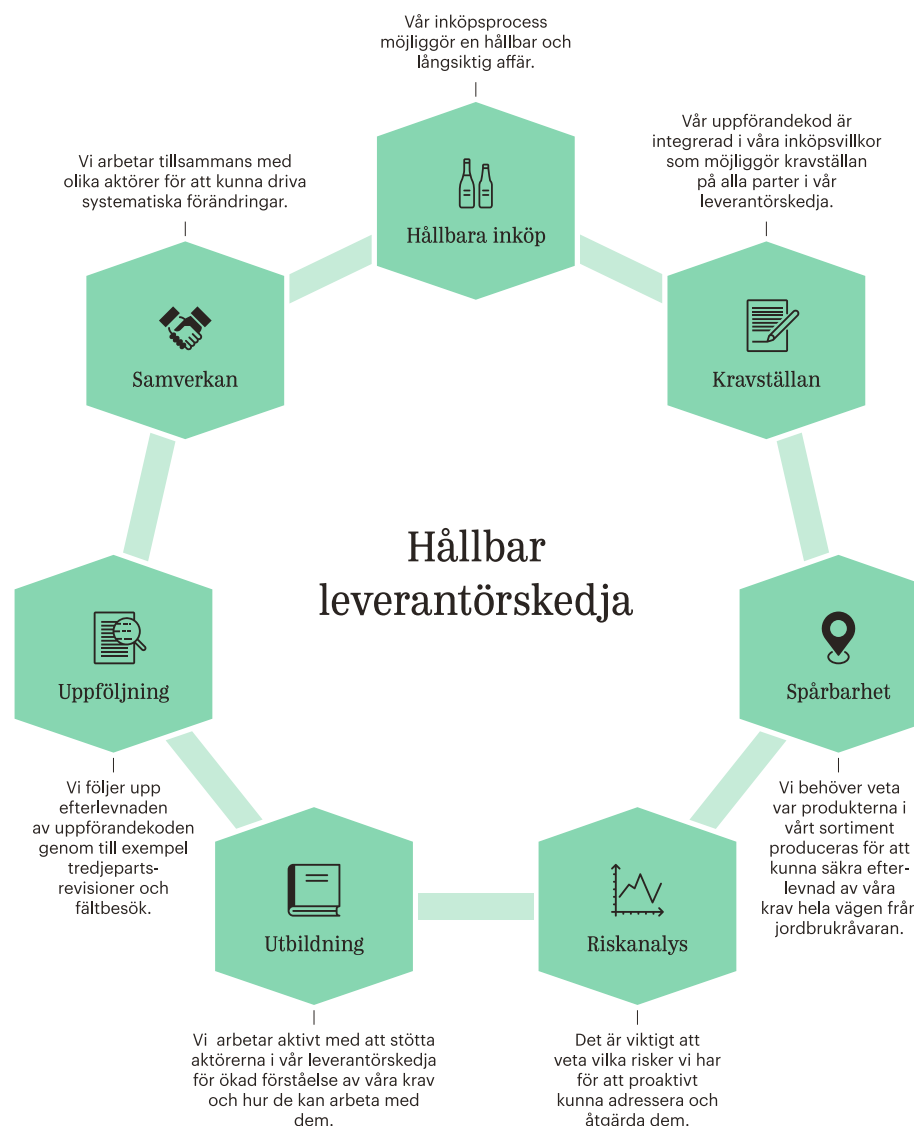 Vår inköpsprocess
möjliggör en hållbar och
långsiktig affär.
Hållbara inköp
Vår uppförandekod är
integrerad i våra inköpsvillkor
som möjliggör kravställan
på alla parter i vår
leverantörskedja.
Kravställan
Vi arbetar tillsammans med
olika aktörer för att kunna driva
systematiska förändringar.
Samverkan
Hållbar
leverantörskedja
Uppföljning
Vi följer upp
efterlevnaden
av uppförandekoden
genom till exempel
tredjeparts-
revisioner och
fältbesök.
Spårbarhet
Vi behöver veta
var produkterna i
vårt sortiment
produceras för att
kunna säkra efter-
levnad av våra
krav hela vägen från
jordbrukråvaran.
Utbildning
Vi arbetar aktivt med att stötta
aktörerna i vår leverantörskedja
för ökad förståelse av våra krav
och hur de kan arbeta med
dem.
Riskanalys
Det är viktigt att
veta vilka risker vi har
för att proaktivt
kunna adressera och
åtgärda dem.